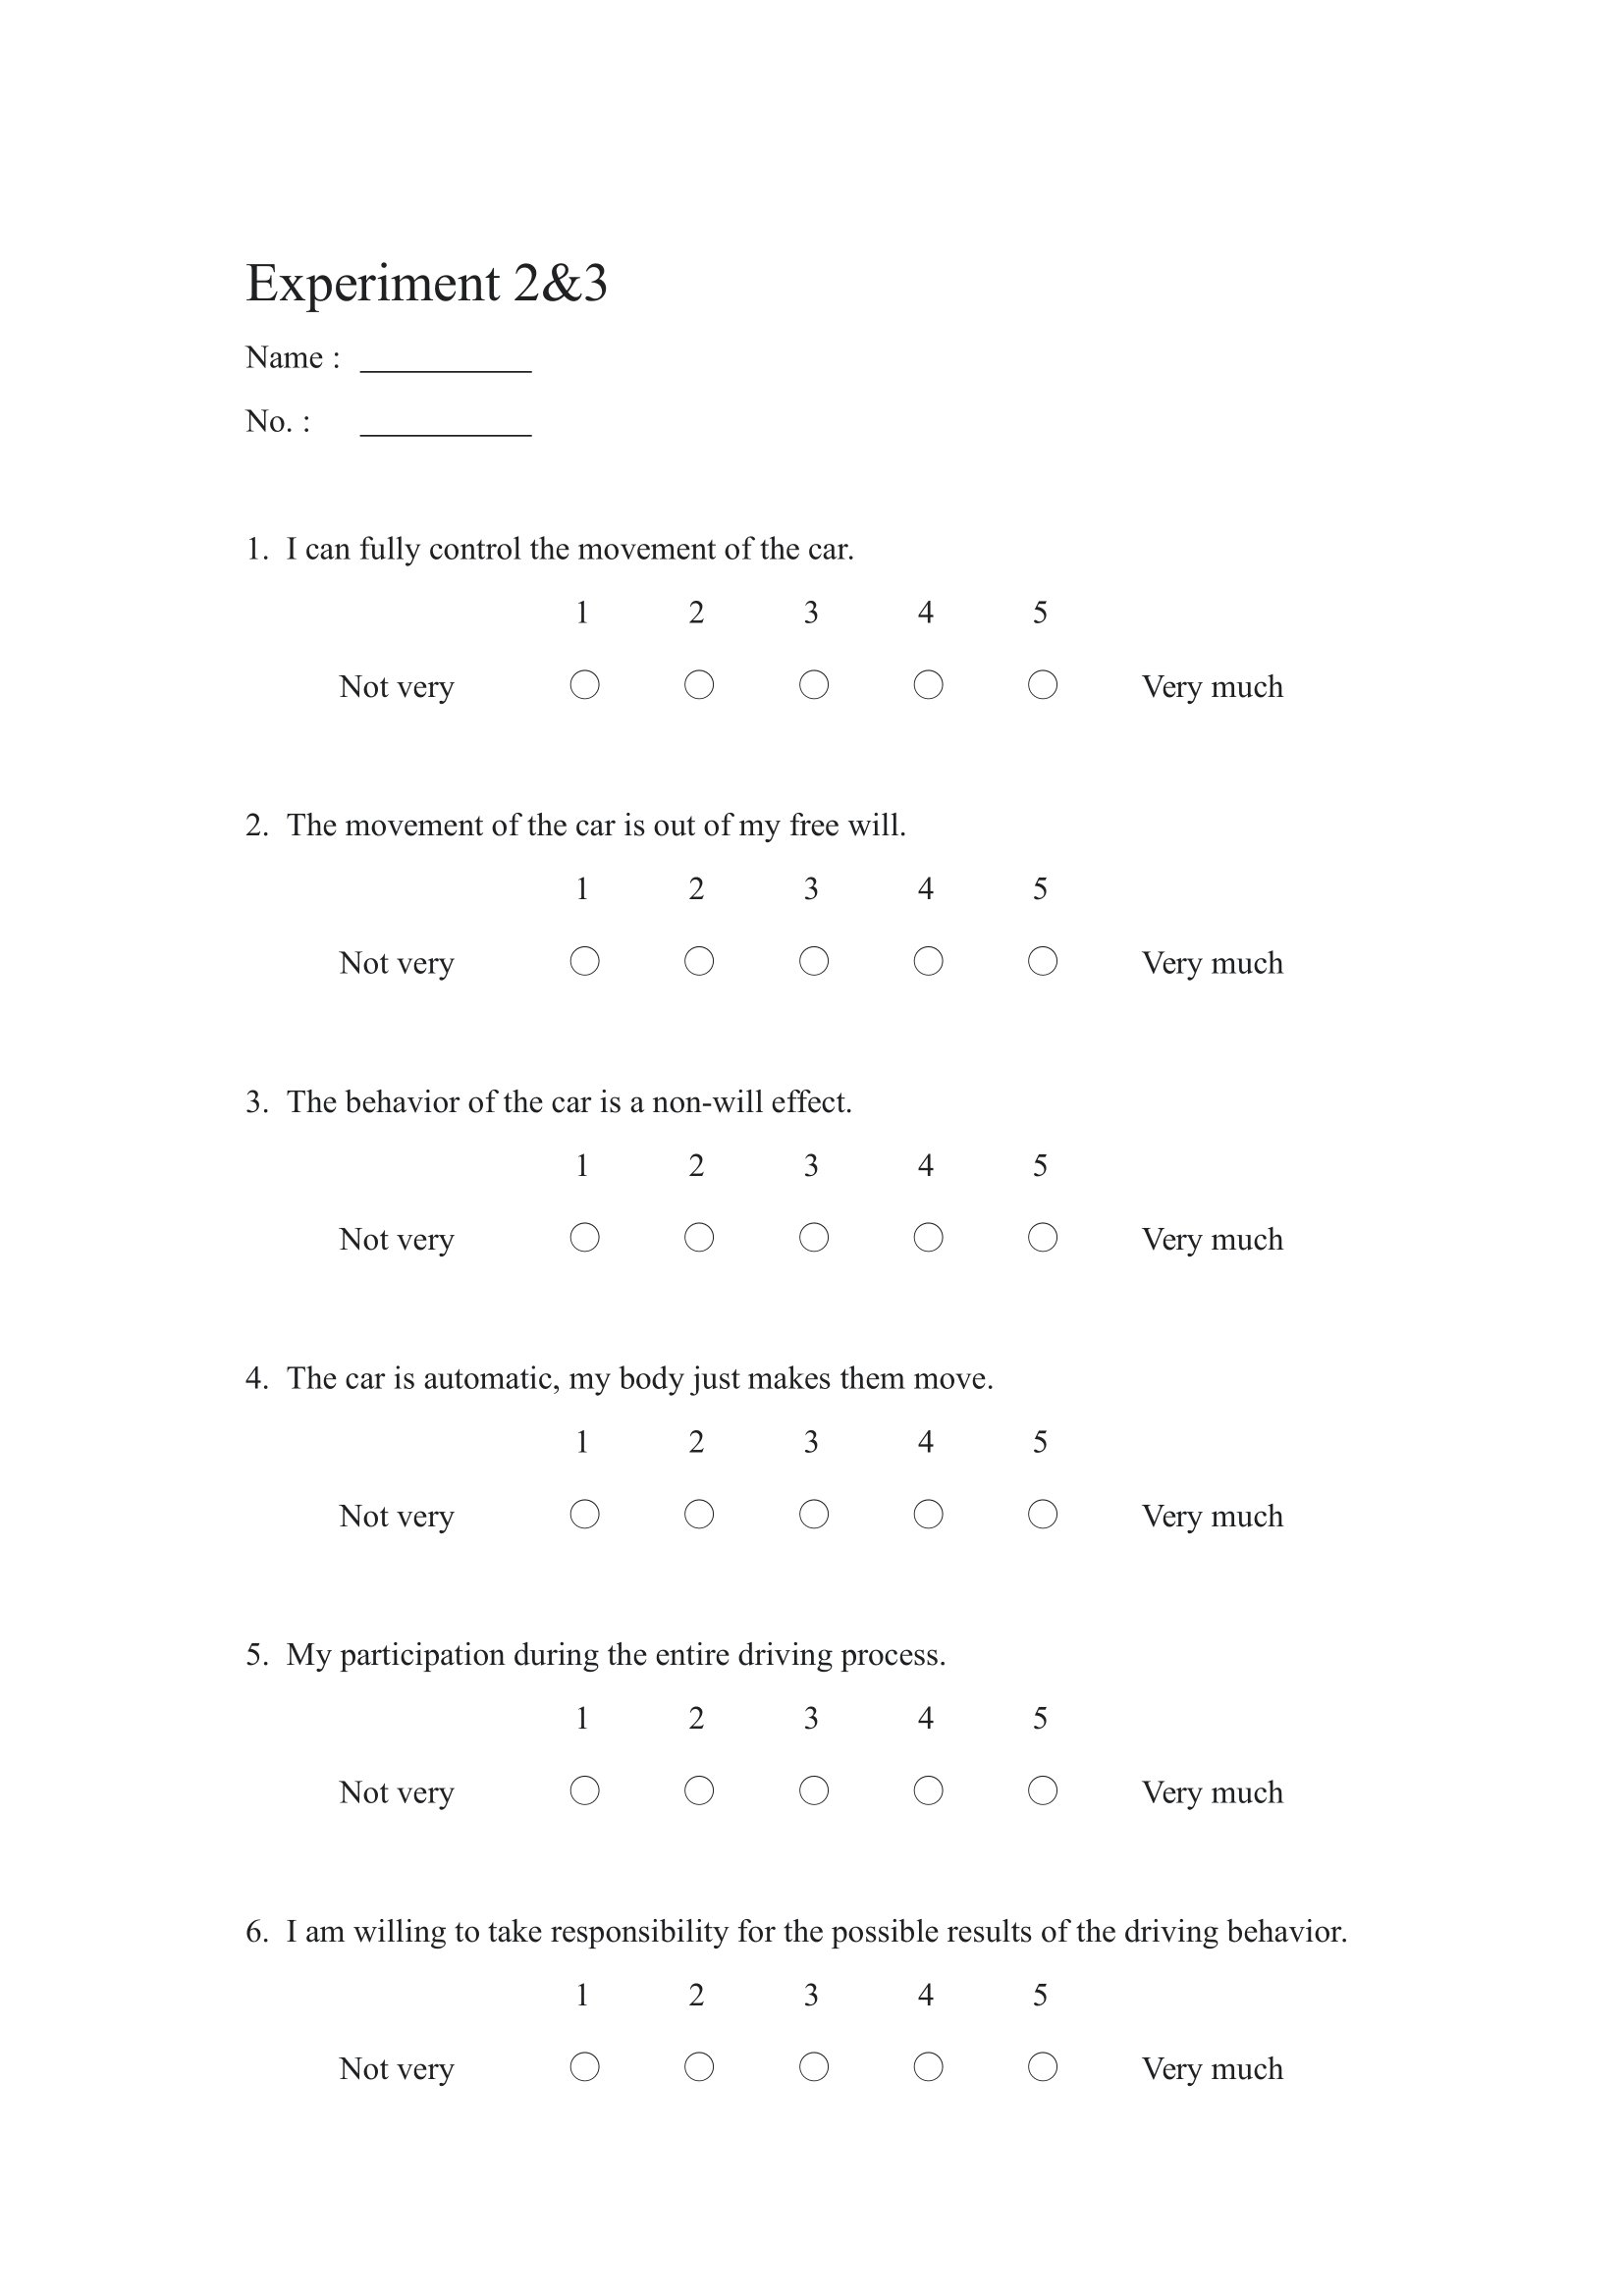 Experiment 2&3
Name : __________
No. : __________
1. I can fully control the movement of the car.
1 2 3 4 5
Not very ○ ○ ○ ○ ○ Very much
2. The movement of the car is out of my free will.
1 2 3 4 5
Not very ○ ○ ○ ○ ○ Very much
3. The behavior of the car is a non-will effect.
1 2 3 4 5
Not very ○ ○ ○ ○ ○ Very much
4. The car is automatic, my body just makes them move.
1 2 3 4 5
Not very ○ ○ ○ ○ ○ Very much
5. My participation during the entire driving process.
1 2 3 4 5
Not very ○ ○ ○ ○ ○ Very much
6. I am willing to take responsibility for the possible results of the driving behavior.
1 2 3 4 5
Not very ○ ○ ○ ○ ○ Very much